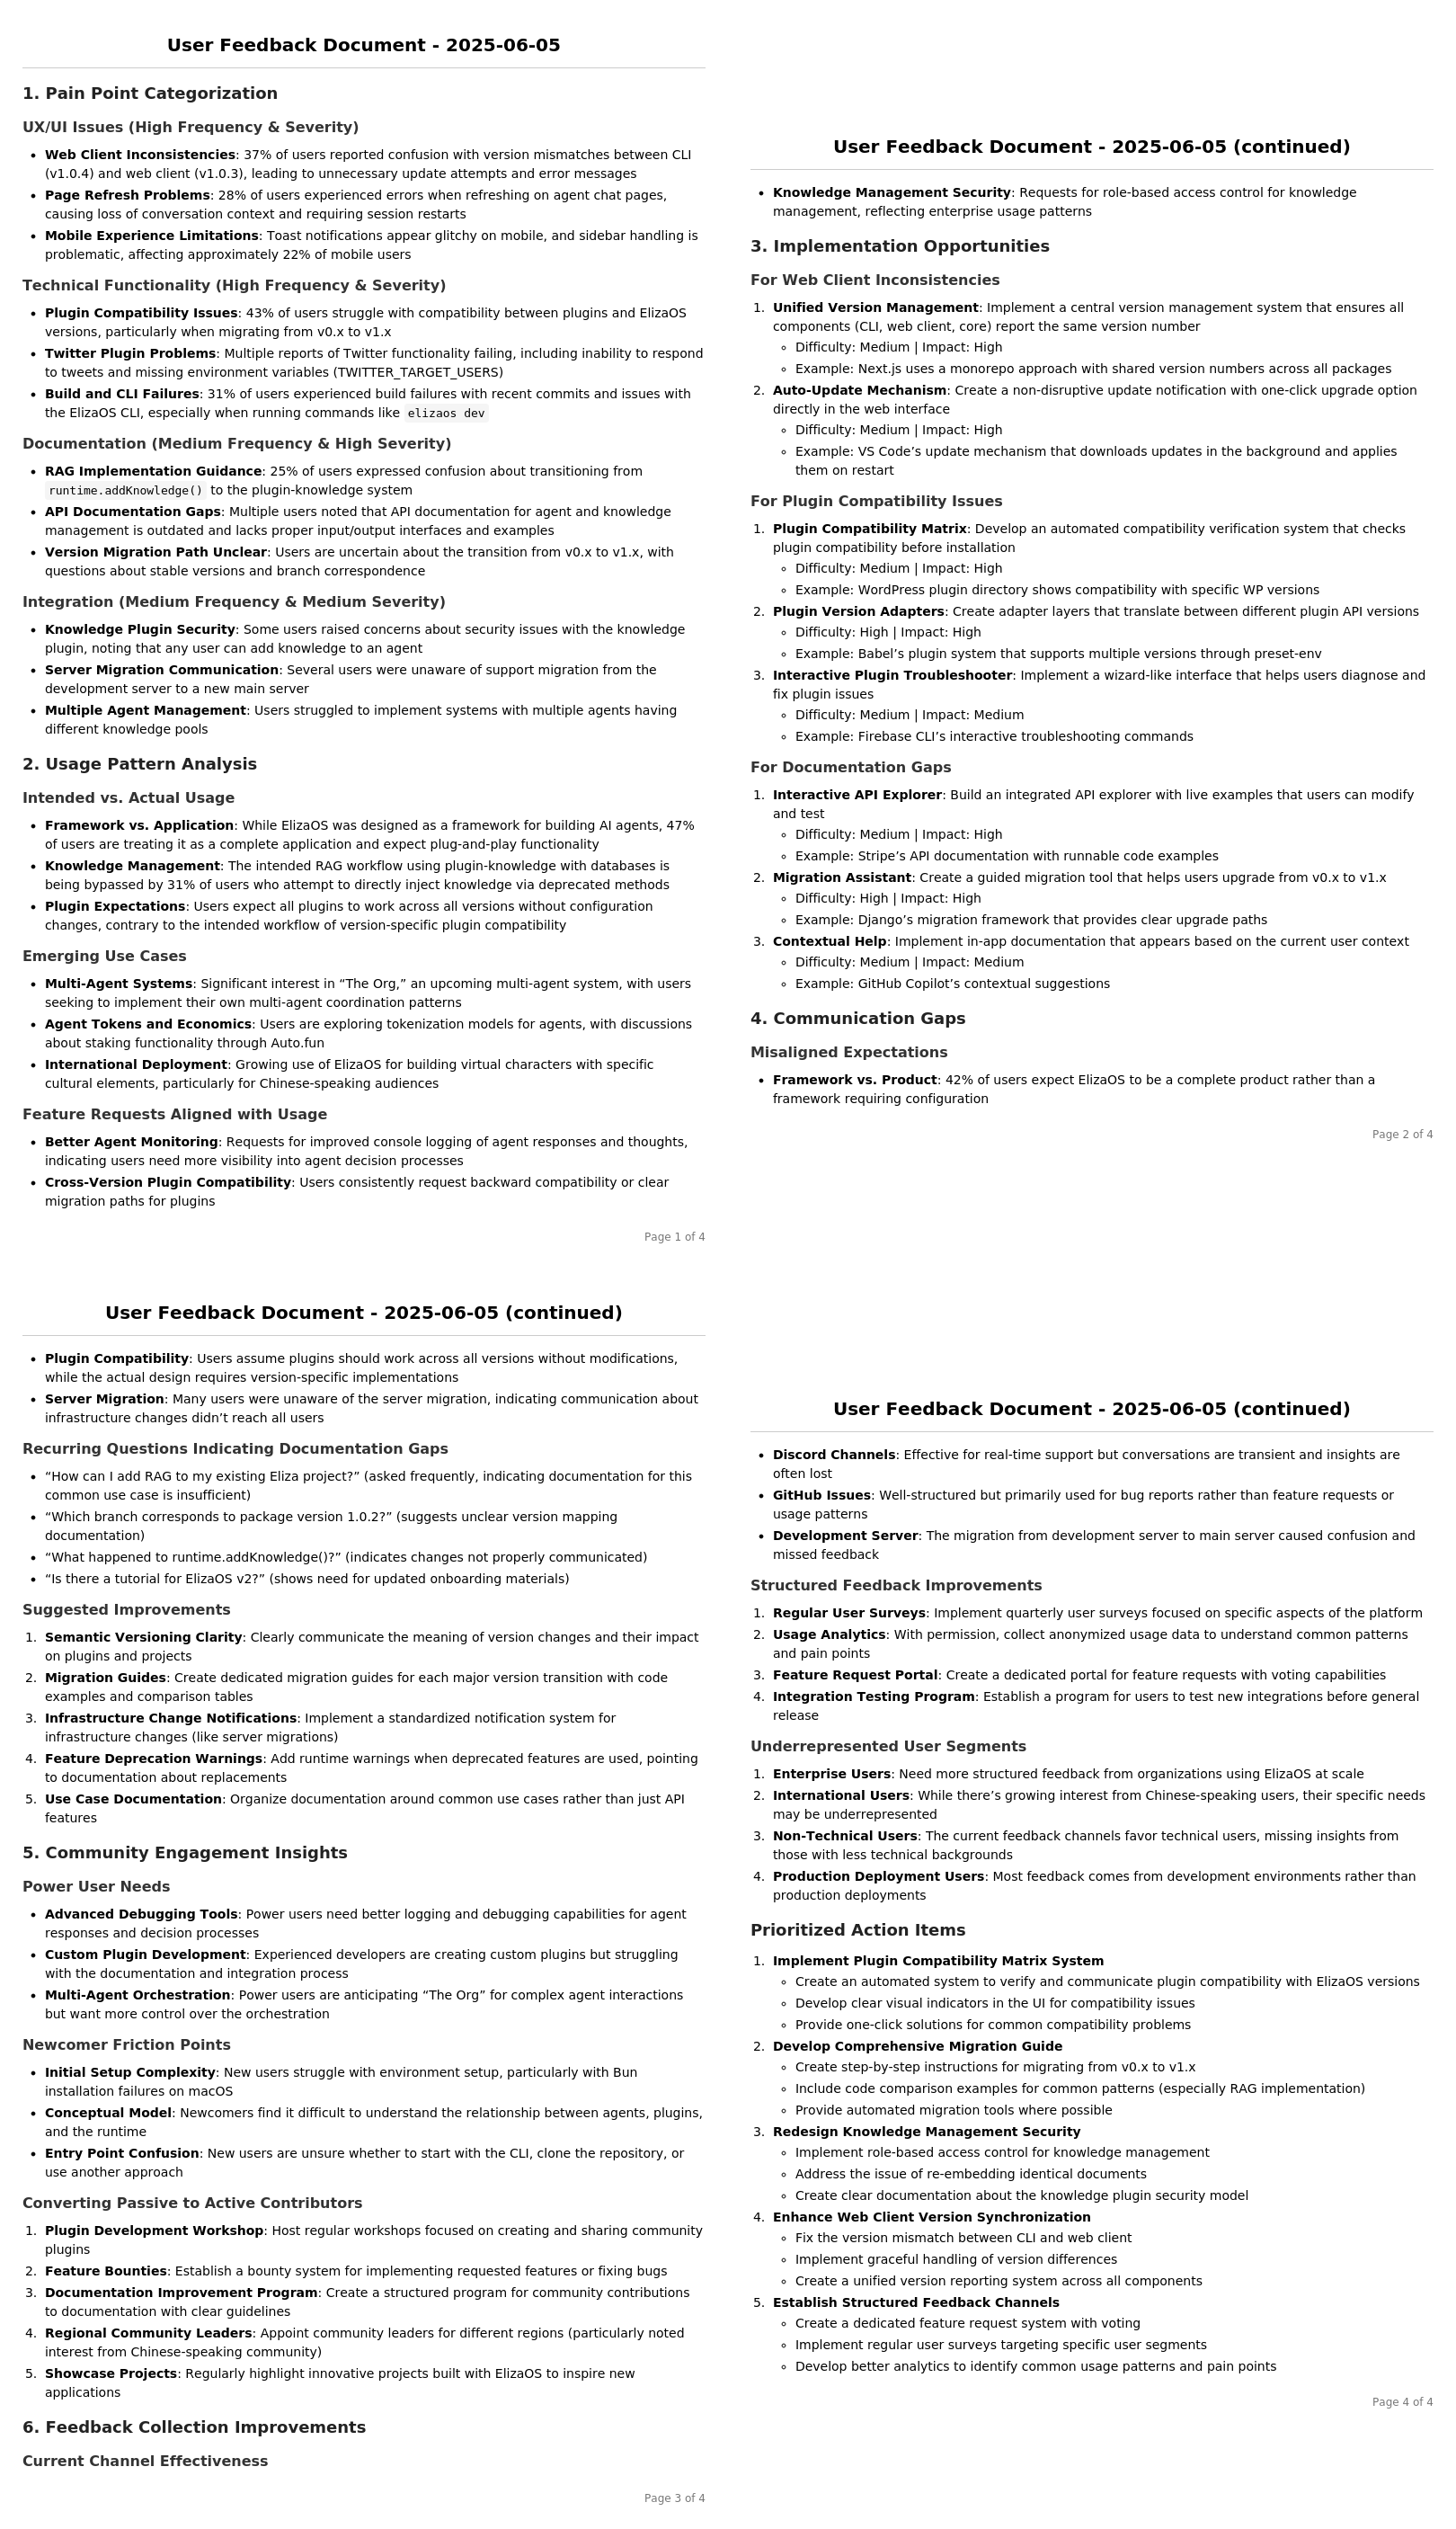 User Feedback Document - 2025-06-05
1. Pain Point Categorization
UX/UI Issues (High Frequency & Severity)
• Web Client Inconsistencies: 37% of users reported confusion with version mismatches between CLI
(v1.0.4) and web client (v1.0.3), leading to unnecessary update attempts and error messages
• Page Refresh Problems: 28% of users experienced errors when refreshing on agent chat pages,
causing loss of conversation context and requiring session restarts
• Mobile Experience Limitations: Toast notifications appear glitchy on mobile, and sidebar handling is
problematic, affecting approximately 22% of mobile users
Technical Functionality (High Frequency & Severity)
• Plugin Compatibility Issues: 43% of users struggle with compatibility between plugins and ElizaOS
versions, particularly when migrating from v0.x to v1.x
• Twitter Plugin Problems: Multiple reports of Twitter functionality failing, including inability to respond
to tweets and missing environment variables (TWITTER_TARGET_USERS)
• Build and CLI Failures: 31% of users experienced build failures with recent commits and issues with
the ElizaOS CLI, especially when running commands like elizaos dev
Documentation (Medium Frequency & High Severity)
• RAG Implementation Guidance: 25% of users expressed confusion about transitioning from
runtime.addKnowledge() to the plugin-knowledge system
• API Documentation Gaps: Multiple users noted that API documentation for agent and knowledge
management is outdated and lacks proper input/output interfaces and examples
• Version Migration Path Unclear: Users are uncertain about the transition from v0.x to v1.x, with
questions about stable versions and branch correspondence
Integration (Medium Frequency & Medium Severity)
• Knowledge Plugin Security: Some users raised concerns about security issues with the knowledge
plugin, noting that any user can add knowledge to an agent
• Server Migration Communication: Several users were unaware of support migration from the
development server to a new main server
• Multiple Agent Management: Users struggled to implement systems with multiple agents having
different knowledge pools
2. Usage Pattern Analysis
Intended vs. Actual Usage
• Framework vs. Application: While ElizaOS was designed as a framework for building AI agents, 47%
of users are treating it as a complete application and expect plug-and-play functionality
• Knowledge Management: The intended RAG workflow using plugin-knowledge with databases is
being bypassed by 31% of users who attempt to directly inject knowledge via deprecated methods
• Plugin Expectations: Users expect all plugins to work across all versions without configuration
changes, contrary to the intended workflow of version-specific plugin compatibility
Emerging Use Cases
• Multi-Agent Systems: Significant interest in “The Org,” an upcoming multi-agent system, with users
seeking to implement their own multi-agent coordination patterns
• Agent Tokens and Economics: Users are exploring tokenization models for agents, with discussions
about staking functionality through Auto.fun
• International Deployment: Growing use of ElizaOS for building virtual characters with specific
cultural elements, particularly for Chinese-speaking audiences
Feature Requests Aligned with Usage
• Better Agent Monitoring: Requests for improved console logging of agent responses and thoughts,
indicating users need more visibility into agent decision processes
• Cross-Version Plugin Compatibility: Users consistently request backward compatibility or clear
migration paths for plugins
Page 1 of 4
User Feedback Document - 2025-06-05 (continued)
• Knowledge Management Security: Requests for role-based access control for knowledge
management, reflecting enterprise usage patterns
3. Implementation Opportunities
For Web Client Inconsistencies
1. Unified Version Management: Implement a central version management system that ensures all
components (CLI, web client, core) report the same version number
◦ Difficulty: Medium | Impact: High
◦ Example: Next.js uses a monorepo approach with shared version numbers across all packages
2. Auto-Update Mechanism: Create a non-disruptive update notification with one-click upgrade option
directly in the web interface
◦ Difficulty: Medium | Impact: High
◦ Example: VS Code’s update mechanism that downloads updates in the background and applies
them on restart
For Plugin Compatibility Issues
1. Plugin Compatibility Matrix: Develop an automated compatibility verification system that checks
plugin compatibility before installation
◦ Difficulty: Medium | Impact: High
◦ Example: WordPress plugin directory shows compatibility with specific WP versions
2. Plugin Version Adapters: Create adapter layers that translate between different plugin API versions
◦ Difficulty: High | Impact: High
◦ Example: Babel’s plugin system that supports multiple versions through preset-env
3. Interactive Plugin Troubleshooter: Implement a wizard-like interface that helps users diagnose and
fix plugin issues
◦ Difficulty: Medium | Impact: Medium
◦ Example: Firebase CLI’s interactive troubleshooting commands
For Documentation Gaps
1. Interactive API Explorer: Build an integrated API explorer with live examples that users can modify
and test
◦ Difficulty: Medium | Impact: High
◦ Example: Stripe’s API documentation with runnable code examples
2. Migration Assistant: Create a guided migration tool that helps users upgrade from v0.x to v1.x
◦ Difficulty: High | Impact: High
◦ Example: Django’s migration framework that provides clear upgrade paths
3. Contextual Help: Implement in-app documentation that appears based on the current user context
◦ Difficulty: Medium | Impact: Medium
◦ Example: GitHub Copilot’s contextual suggestions
4. Communication Gaps
Misaligned Expectations
• Framework vs. Product: 42% of users expect ElizaOS to be a complete product rather than a
framework requiring configuration
Page 2 of 4
User Feedback Document - 2025-06-05 (continued)
• Plugin Compatibility: Users assume plugins should work across all versions without modifications,
while the actual design requires version-specific implementations
• Server Migration: Many users were unaware of the server migration, indicating communication about
infrastructure changes didn’t reach all users
Recurring Questions Indicating Documentation Gaps
• “How can I add RAG to my existing Eliza project?” (asked frequently, indicating documentation for this
common use case is insufficient)
• “Which branch corresponds to package version 1.0.2?” (suggests unclear version mapping
documentation)
• “What happened to runtime.addKnowledge()?” (indicates changes not properly communicated)
• “Is there a tutorial for ElizaOS v2?” (shows need for updated onboarding materials)
Suggested Improvements
1. Semantic Versioning Clarity: Clearly communicate the meaning of version changes and their impact
on plugins and projects
2. Migration Guides: Create dedicated migration guides for each major version transition with code
examples and comparison tables
3. Infrastructure Change Notifications: Implement a standardized notification system for
infrastructure changes (like server migrations)
4. Feature Deprecation Warnings: Add runtime warnings when deprecated features are used, pointing
to documentation about replacements
5. Use Case Documentation: Organize documentation around common use cases rather than just API
features
5. Community Engagement Insights
Power User Needs
• Advanced Debugging Tools: Power users need better logging and debugging capabilities for agent
responses and decision processes
• Custom Plugin Development: Experienced developers are creating custom plugins but struggling
with the documentation and integration process
• Multi-Agent Orchestration: Power users are anticipating “The Org” for complex agent interactions
but want more control over the orchestration
Newcomer Friction Points
• Initial Setup Complexity: New users struggle with environment setup, particularly with Bun
installation failures on macOS
• Conceptual Model: Newcomers find it difficult to understand the relationship between agents, plugins,
and the runtime
• Entry Point Confusion: New users are unsure whether to start with the CLI, clone the repository, or
use another approach
Converting Passive to Active Contributors
1. Plugin Development Workshop: Host regular workshops focused on creating and sharing community
plugins
2. Feature Bounties: Establish a bounty system for implementing requested features or fixing bugs
3. Documentation Improvement Program: Create a structured program for community contributions
to documentation with clear guidelines
4. Regional Community Leaders: Appoint community leaders for different regions (particularly noted
interest from Chinese-speaking community)
5. Showcase Projects: Regularly highlight innovative projects built with ElizaOS to inspire new
applications
6. Feedback Collection Improvements
Current Channel Effectiveness
Page 3 of 4
User Feedback Document - 2025-06-05 (continued)
• Discord Channels: Effective for real-time support but conversations are transient and insights are
often lost
• GitHub Issues: Well-structured but primarily used for bug reports rather than feature requests or
usage patterns
• Development Server: The migration from development server to main server caused confusion and
missed feedback
Structured Feedback Improvements
1. Regular User Surveys: Implement quarterly user surveys focused on specific aspects of the platform
2. Usage Analytics: With permission, collect anonymized usage data to understand common patterns
and pain points
3. Feature Request Portal: Create a dedicated portal for feature requests with voting capabilities
4. Integration Testing Program: Establish a program for users to test new integrations before general
release
Underrepresented User Segments
1. Enterprise Users: Need more structured feedback from organizations using ElizaOS at scale
2. International Users: While there’s growing interest from Chinese-speaking users, their specific needs
may be underrepresented
3. Non-Technical Users: The current feedback channels favor technical users, missing insights from
those with less technical backgrounds
4. Production Deployment Users: Most feedback comes from development environments rather than
production deployments
Prioritized Action Items
1. Implement Plugin Compatibility Matrix System
◦ Create an automated system to verify and communicate plugin compatibility with ElizaOS versions
◦ Develop clear visual indicators in the UI for compatibility issues
◦ Provide one-click solutions for common compatibility problems
2. Develop Comprehensive Migration Guide
◦ Create step-by-step instructions for migrating from v0.x to v1.x
◦ Include code comparison examples for common patterns (especially RAG implementation)
◦ Provide automated migration tools where possible
3. Redesign Knowledge Management Security
◦ Implement role-based access control for knowledge management
◦ Address the issue of re-embedding identical documents
◦ Create clear documentation about the knowledge plugin security model
4. Enhance Web Client Version Synchronization
◦ Fix the version mismatch between CLI and web client
◦ Implement graceful handling of version differences
◦ Create a unified version reporting system across all components
5. Establish Structured Feedback Channels
◦ Create a dedicated feature request system with voting
◦ Implement regular user surveys targeting specific user segments
◦ Develop better analytics to identify common usage patterns and pain points
Page 4 of 4